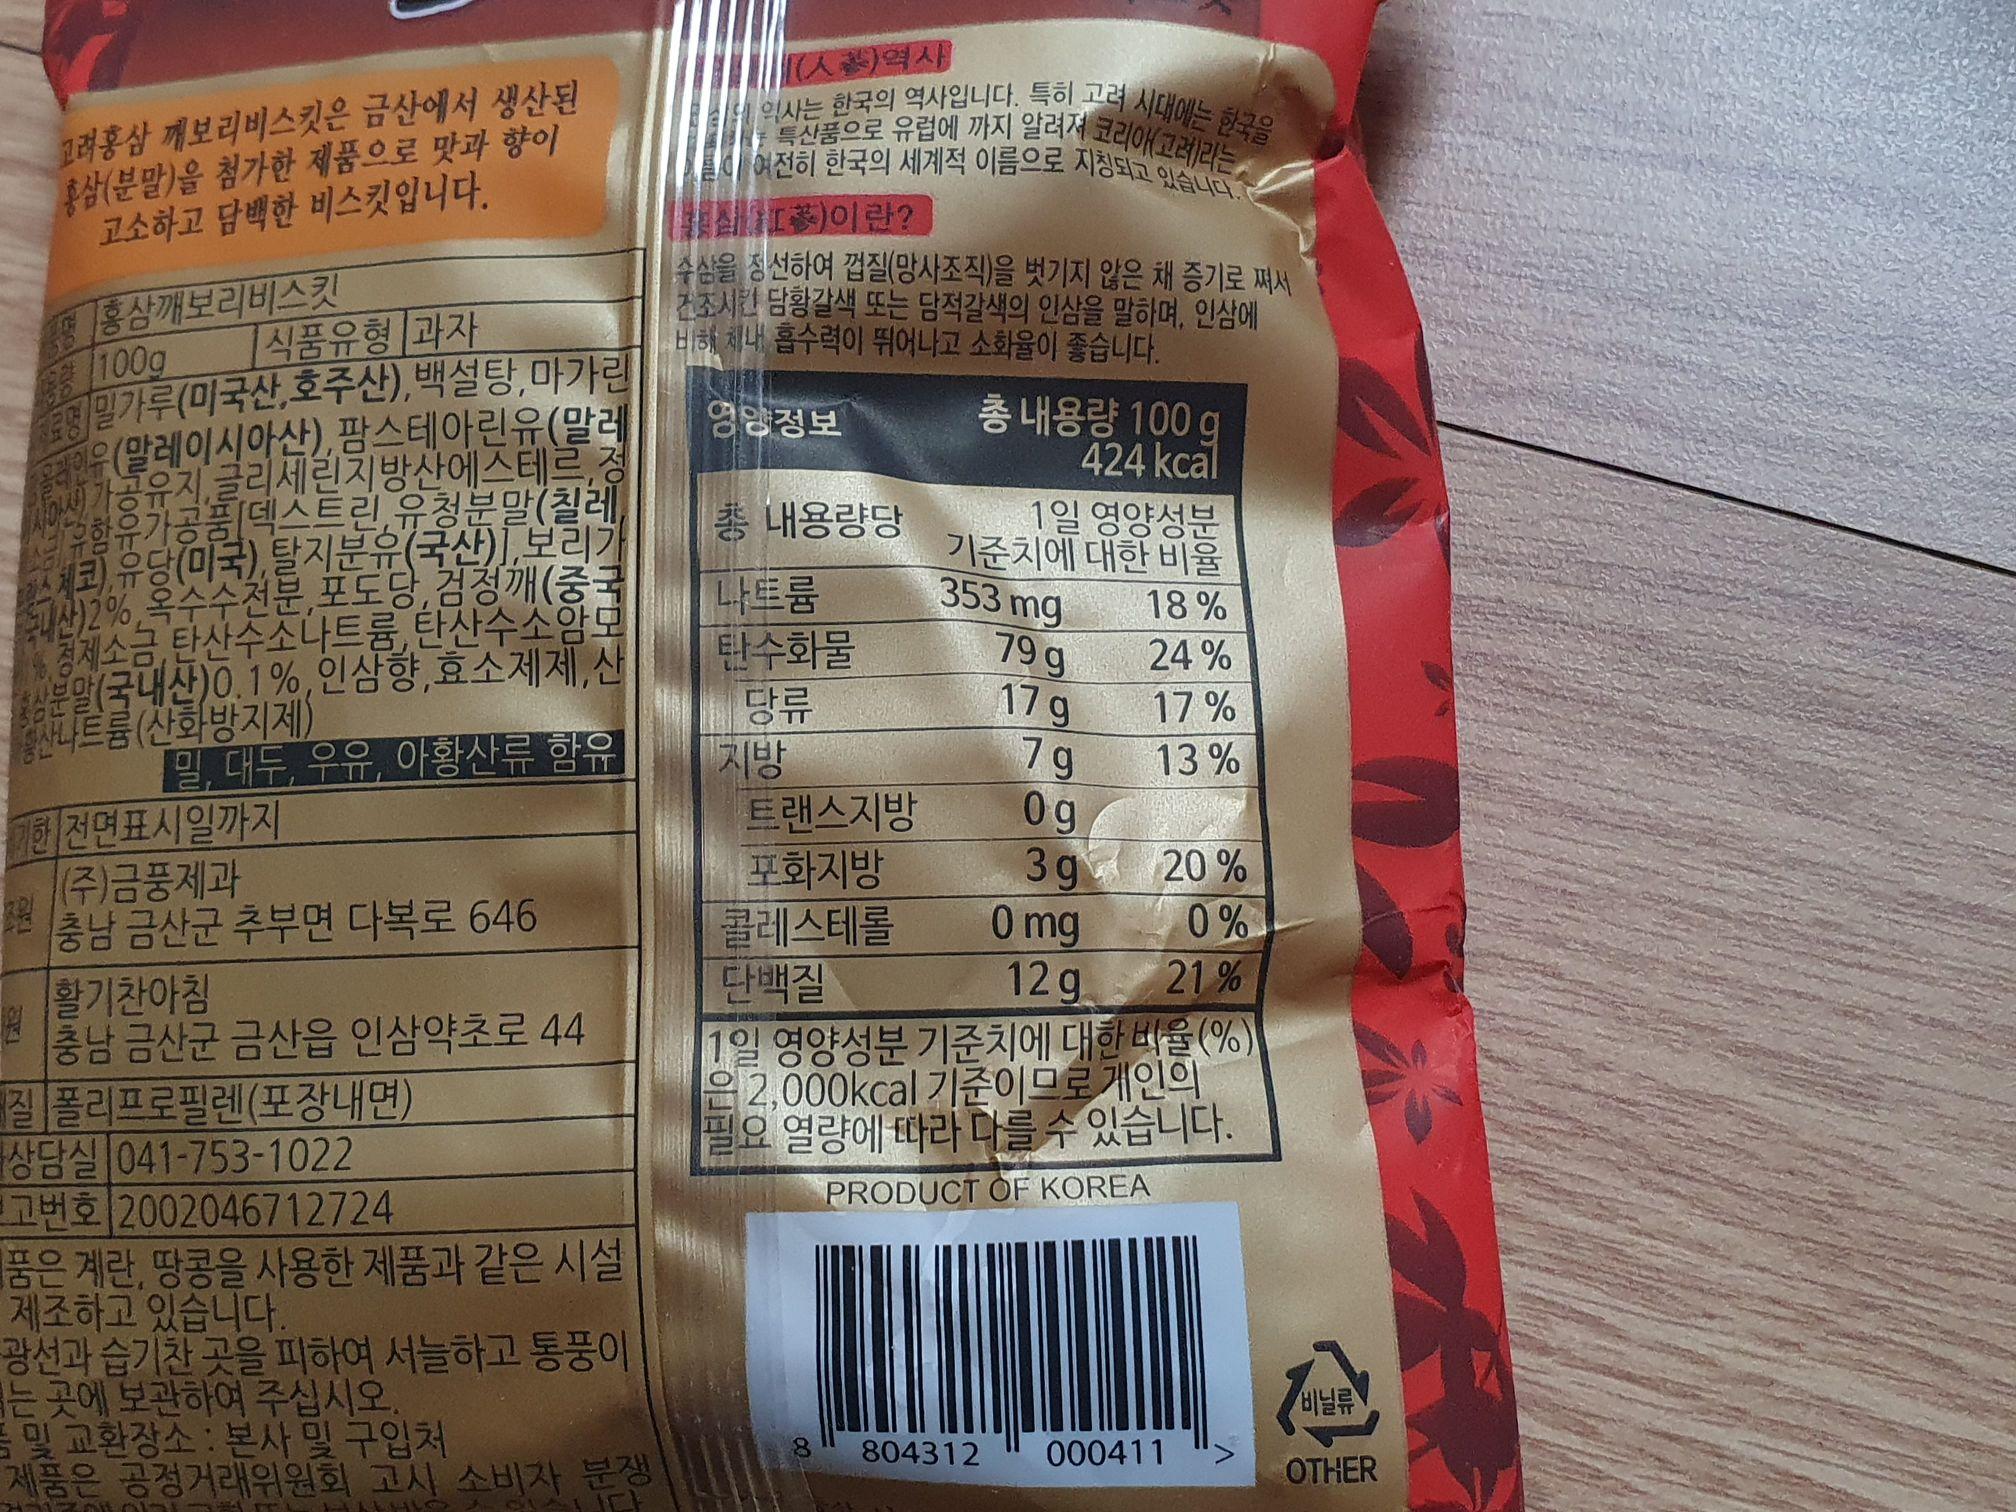 고려홍삼 깨보리비스킷은 금산에서 생산된
홍삼(분말)을 첨가한 제품으로 맛과 향이
고소하고 담백한 비스킷입니다.
홍삼깨보리비스킷
100g 식품유형 과자
밀가루(미국산,호주산),백설탕,마가린
(말레이시아산),팜스테아린유(말레
가공유지,글리세린지방산에스테르,정
유함유가공품[덱스트린,유청분말(칠레
체코),유당(미국),탈지분유(국산)],보리가
2%,옥수수전분,포도당,검정깨(중국
%,정제소금,탄산수소나트륨,탄산수소암모
홍삼분말(국내산)0.1%,인삼향,효소제제,산
황산나트륨(산화방지제)
밀, 대두, 우유, 아황산류 함유
전면표시일까지
(주)금풍제과
충남 금산군 추부면 다복로 646
활기찬아침
충남 금산군 금산읍 인삼약초로 44
폴리프로필렌(포장내면)
상담실 041-753-1022
고번호 2002046712724
품은 계란, 땅콩을 사용한 제품과 같은 시설
제조하고 있습니다.
광선과 습기찬 곳을 피하여 서늘하고 통풍이
는 곳에 보관하여 주십시오.
및 교환장소 : 본사 및 구입처
제품은 공정거래위원회 고시 소비자 분쟁
(人蔘)역사
역사는 한국의 역사입니다. 특히 고려 시대에는 한국을
특산품으로 유럽에 까지 알려져 코리아(고려)라는
여전히 한국의 세계적 이름으로 지칭되고 있습니다.
홍삼(紅蔘)이란?
수삼을 정선하여 껍질(망사조직)을 벗기지 않은 채 증기로 쪄서
건조시킨 담황갈색 또는 담적갈색의 인삼을 말하며, 인삼에
비해 체내 흡수력이 뛰어나고 소화율이 좋습니다.
영양정보 총 내용량 100 g
424 kcal
총 내용량당 1일 영양성분
기준치에 대한 비율
나트륨 353 mg 18 %
탄수화물 79 g 24 %
당류 17 g 17 %
지방 7 g 13 %
트랜스지방 0 g
포화지방 3 g 20 %
콜레스테롤 0 mg 0 %
단백질 12 g 21 %
1일 영양성분 기준치에 대한 비율(%)
은 2,000kcal 기준이므로 개인의
필요 열량에 따라 다를 수 있습니다.
PRODUCT OF KOREA
8 804312 000411 >
비닐류
OTHER